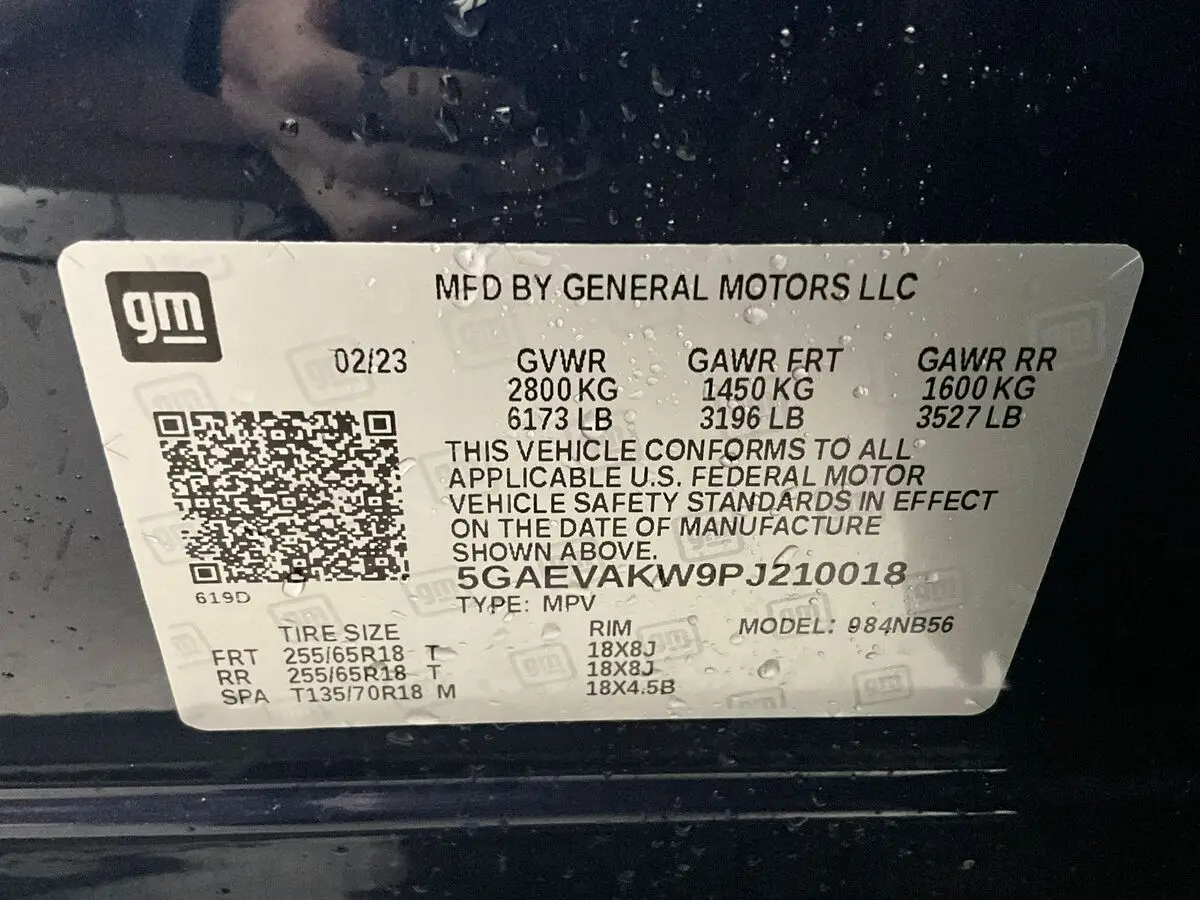 gm
MFD BY GENERAL MOTORS LLC
02/23 GVWR GAWR FRT GAWR RR
2800 KG 1450 KG 1600 KG
6173 LB 3196 LB 3527 LB
THIS VEHICLE CONFORMS TO ALL
APPLICABLE U.S. FEDERAL MOTOR
VEHICLE SAFETY STANDARDS IN EFFECT
ON THE DATE OF MANUFACTURE
SHOWN ABOVE.
5GAEVAKW9PJ210018
619D
TYPE: MPV
MODEL: 984NB56
TIRE SIZE RIM
FRT 255/65R18 T 18X8J
RR 255/65R18 T 18X8J
SPA T135/70R18 M 18X4.5B